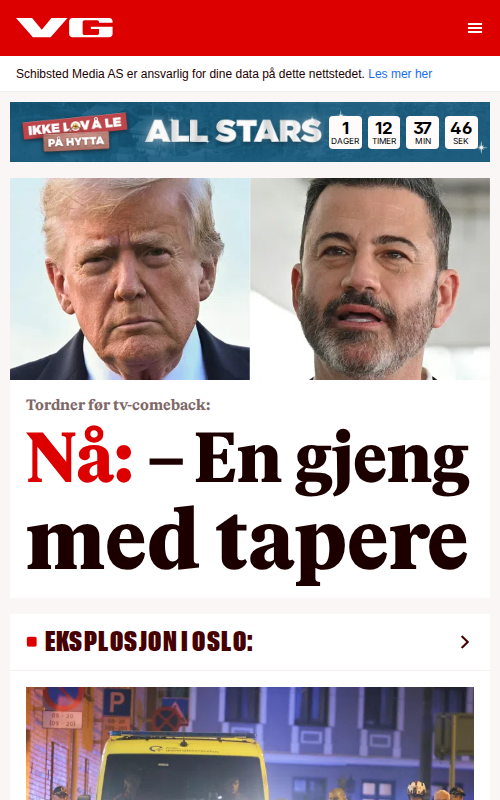 VG
Schibsted Media AS er ansvarlig for dine data på dette nettstedet. Les mer her
IKKE LOV Å LE
PÅ HYTTA
ALL STARS
1 12 37 46
DAGER TIMER MIN SEK
Tordner før tv-comeback:
Nå: – En gjeng
med tapere
EKSPLOSJON I OSLO:
P